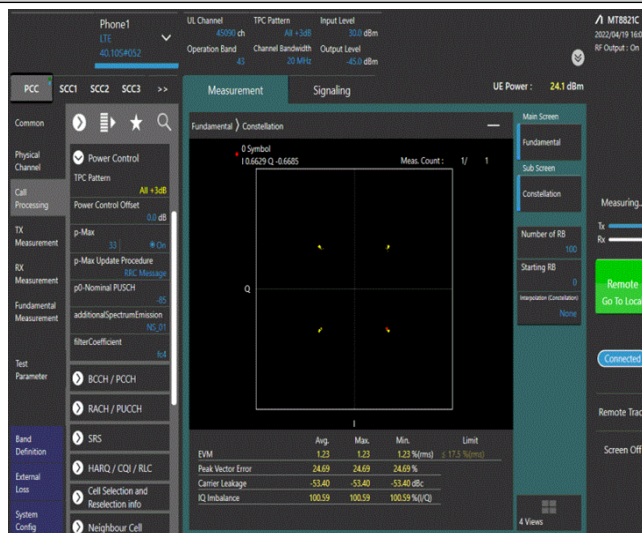 Phone1
LTE
40.105#052
UL Channel
45090 ch
TPC Pattern
All +3dB
Input Level
30.0 dBm
Operation Band
43
Channel Bandwidth
20 MHz
Output Level
-45.0 dBm
MT8821C
2022/04/19 16:0
RF Output : On
PCC SCC1 SCC2 SCC3 >>
Measurement
Signaling
UE Power : 24.1 dBm
Common
Physical
Channel
Call
Processing
TX
Measurement
RX
Measurement
Fundamental
Measurement
Test
Parameter
Band
Definition
External
Loss
System
Config
Power Control
TPC Pattern
All +3dB
Power Control Offset
0.0 dB
p-Max
33 On
p-Max Update Procedure
RRC Message
p0-Nominal PUSCH
-85
additionalSpectrumEmission
NS_01
filterCoefficient
fc4
BCCH / PCCH
RACH / PUCCH
SRS
HARQ / CQI / RLC
Cell Selection and
Reselection info
Neighbour Cell
Fundamental ⟩ Constellation
0 Symbol
I 0.6629 Q -0.6685
Meas. Count : 1/ 1
Q
I
Avg. Max. Min. Limit
EVM 1.23 1.23 1.23 %(rms) ≤ 17.5 %(rms)
Peak Vector Error 24.69 24.69 24.69 %
Carrier Leakage -53.40 -53.40 -53.40 dBc
IQ Imbalance 100.59 100.59 100.59 %(I/Q)
Main Screen
Fundamental
Sub Screen
Constellation
Number of RB
100
Starting RB
0
Interpolation (Constellation)
None
4 Views
Measuring..
Tx
Rx
Remote
Go To Local
Connected
Remote Trac
Screen Off